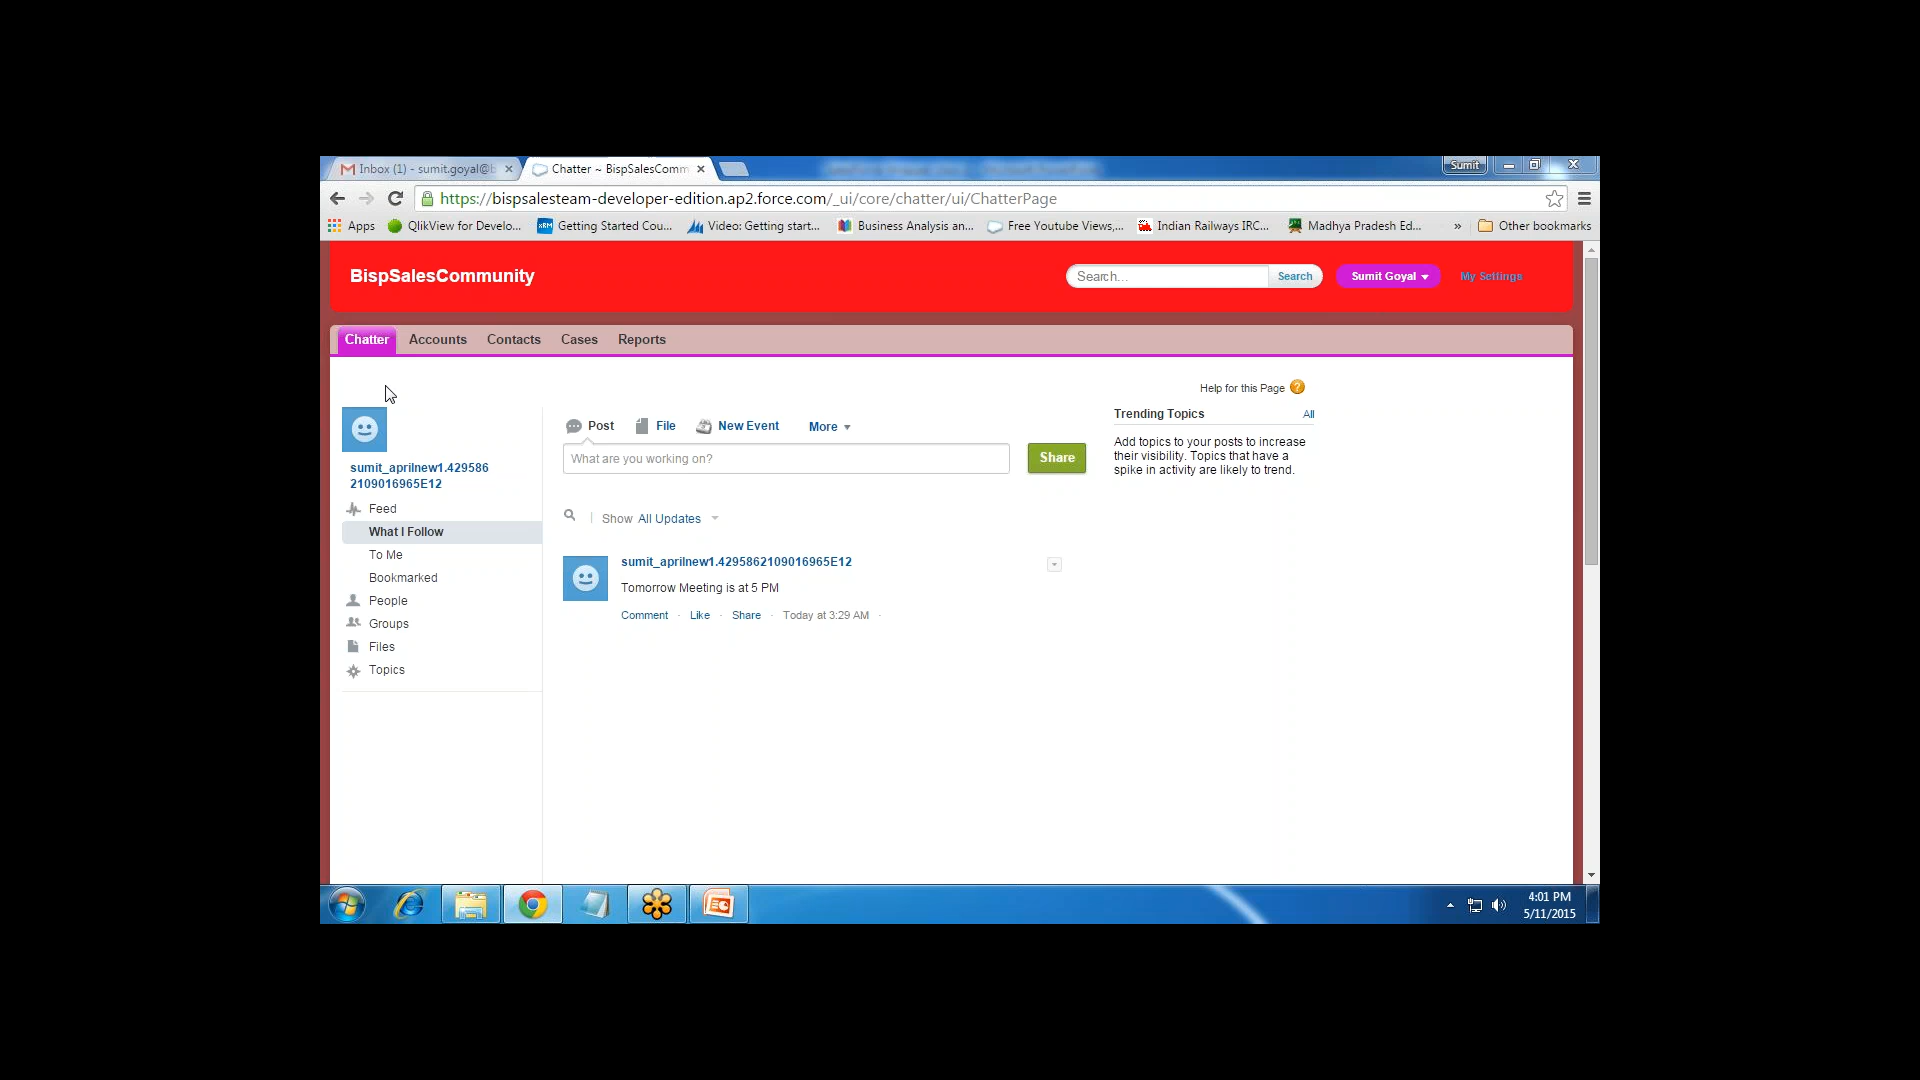 Inbox (1) - sumit.goyal@b
Chatter ~ BispSalesComm
Sumit
https://bispsalesteam-developer-edition.ap2.force.com/_ui/core/chatter/ui/ChatterPage
Apps QlikView for Develo... Getting Started Cou... Video: Getting start... Business Analysis an... Free Youtube Views,... Indian Railways IRC... Madhya Pradesh Ed... » Other bookmarks
BispSalesCommunity
Search... Search
Sumit Goyal
My Settings
Chatter Accounts Contacts Cases Reports
Help for this Page ?
sumit_aprilnew1.429586
2109016965E12
Feed
What I Follow
To Me
Bookmarked
People
Groups
Files
Topics
Post File New Event More
What are you working on?
Share
Show All Updates
sumit_aprilnew1.4295862109016965E12
Tomorrow Meeting is at 5 PM
Comment · Like · Share · Today at 3:29 AM ·
Trending Topics All
Add topics to your posts to increase
their visibility. Topics that have a
spike in activity are likely to trend.
4:01 PM
5/11/2015